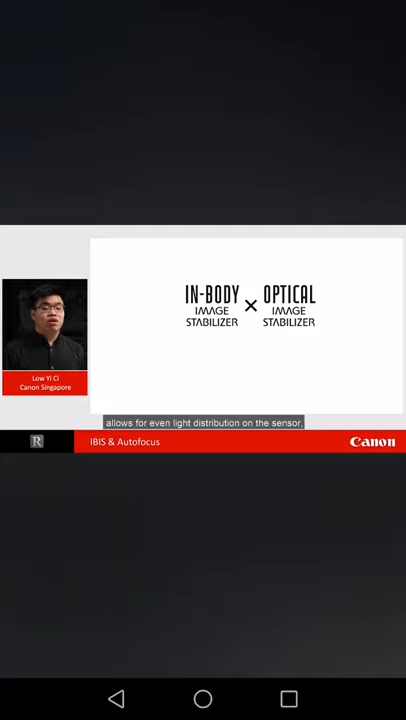 IN-BODY
IMAGE
STABILIZER
×
OPTICAL
IMAGE
STABILIZER
Low Yi Ci
Canon Singapore
allows for even light distribution on the sensor,
R
IBIS & Autofocus
Canon